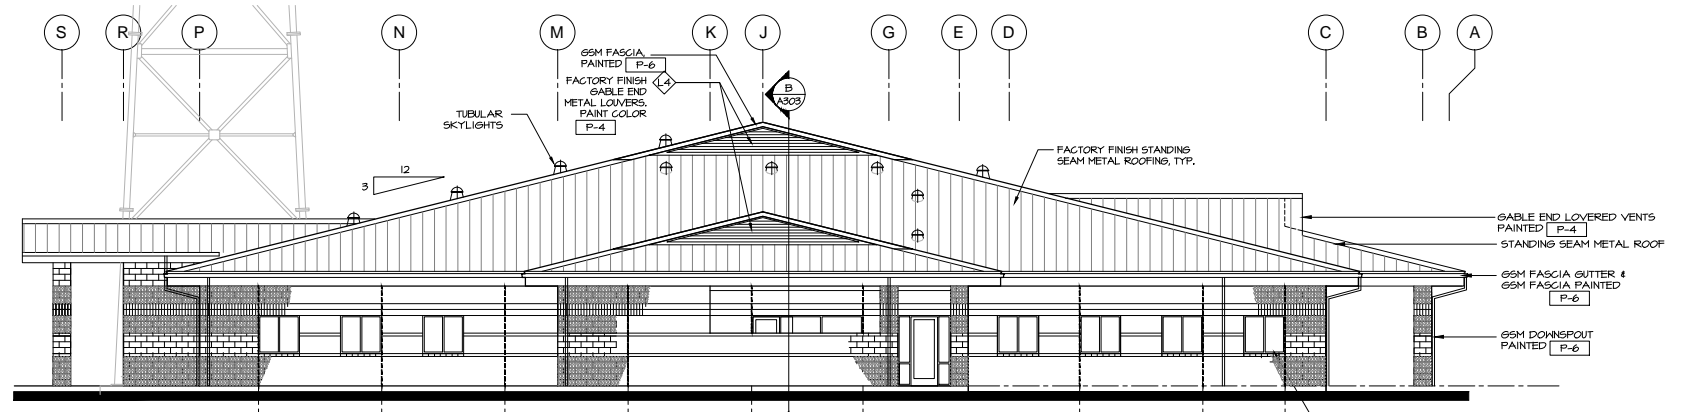 S R P N M K J G E D C B A
GSM FASCIA,
PAINTED P-6
FACTORY FINISH L4
GABLE END
METAL LOUVERS.
PAINT COLOR
P-4
B
A303
TUBULAR
SKYLIGHTS
12
3
FACTORY FINISH STANDING
SEAM METAL ROOFING, TYP.
GABLE END LOVERED VENTS
PAINTED P-4
STANDING SEAM METAL ROOF
GSM FASCIA GUTTER &
GSM FASCIA PAINTED
P-6
GSM DOWNSPOUT
PAINTED P-6